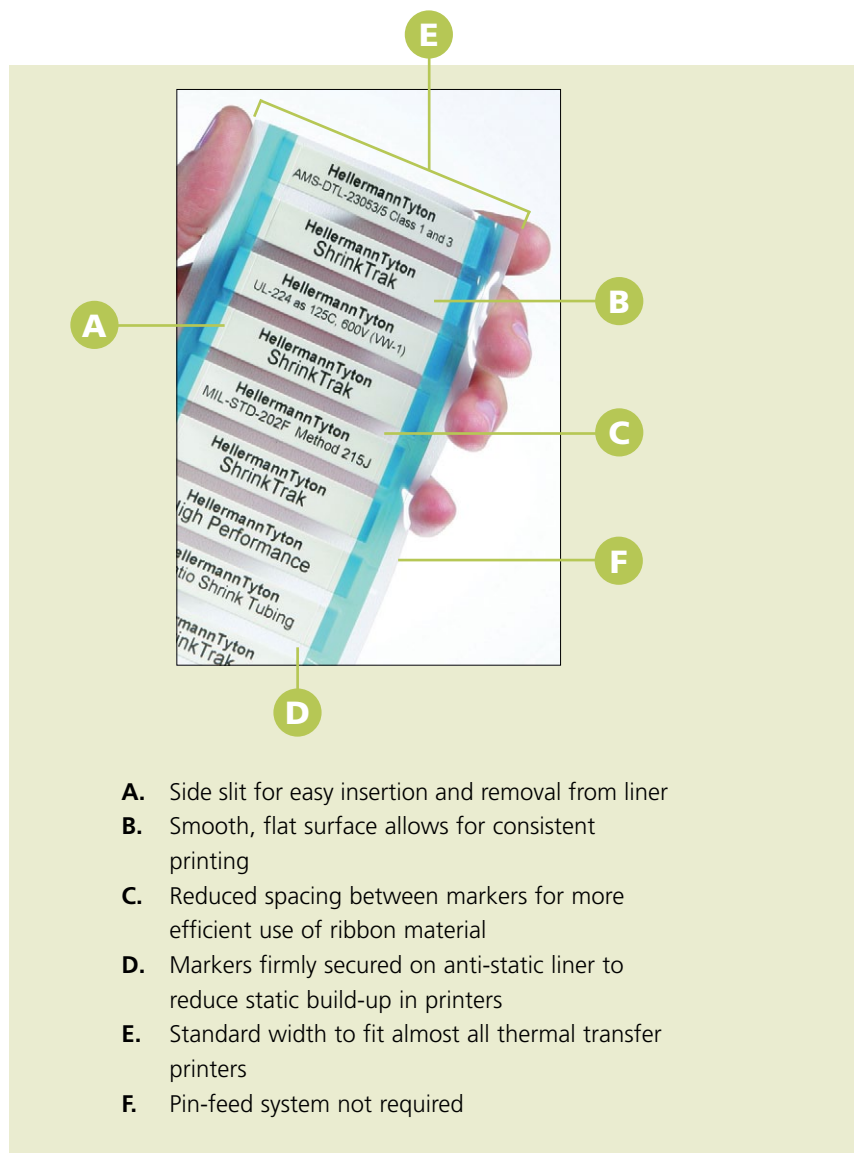 E
HellermannTyton
AMS-DTL-23053/5 Class 1 and 3
HellermannTyton
ShrinkTrak
HellermannTyton
UL-224 as 125C, 600V (VW-1)
HellermannTyton
ShrinkTrak
HellermannTyton
MIL-STD-202F Method 215J
HellermannTyton
ShrinkTrak
HellermannTyton
igh Performance
ellermannTyton
atio Shrink Tubing
mannTyton
inkTrak
A
B
C
F
D
A. Side slit for easy insertion and removal from liner
B. Smooth, flat surface allows for consistent
printing
C. Reduced spacing between markers for more
efficient use of ribbon material
D. Markers firmly secured on anti-static liner to
reduce static build-up in printers
E. Standard width to fit almost all thermal transfer
printers
F. Pin-feed system not required